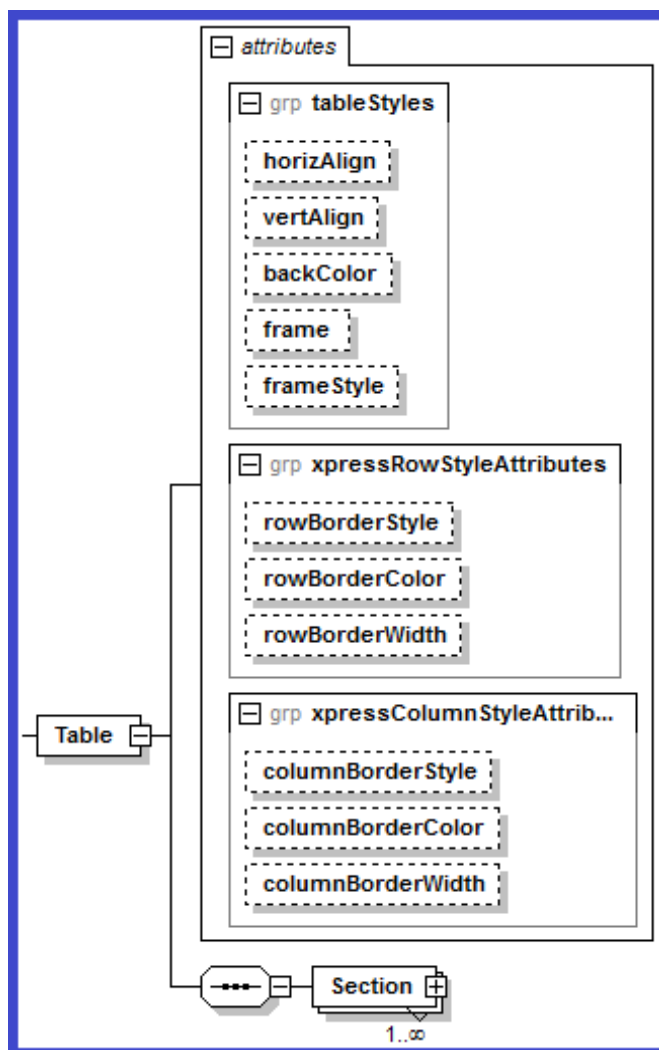 attributes
grp tableStyles
horizAlign
vertAlign
backColor
frame
frameStyle
grp xpressRowStyleAttributes
rowBorderStyle
rowBorderColor
rowBorderWidth
grp xpressColumnStyleAttrib...
Table
columnBorderStyle
columnBorderColor
columnBorderWidth
Section
1..∞